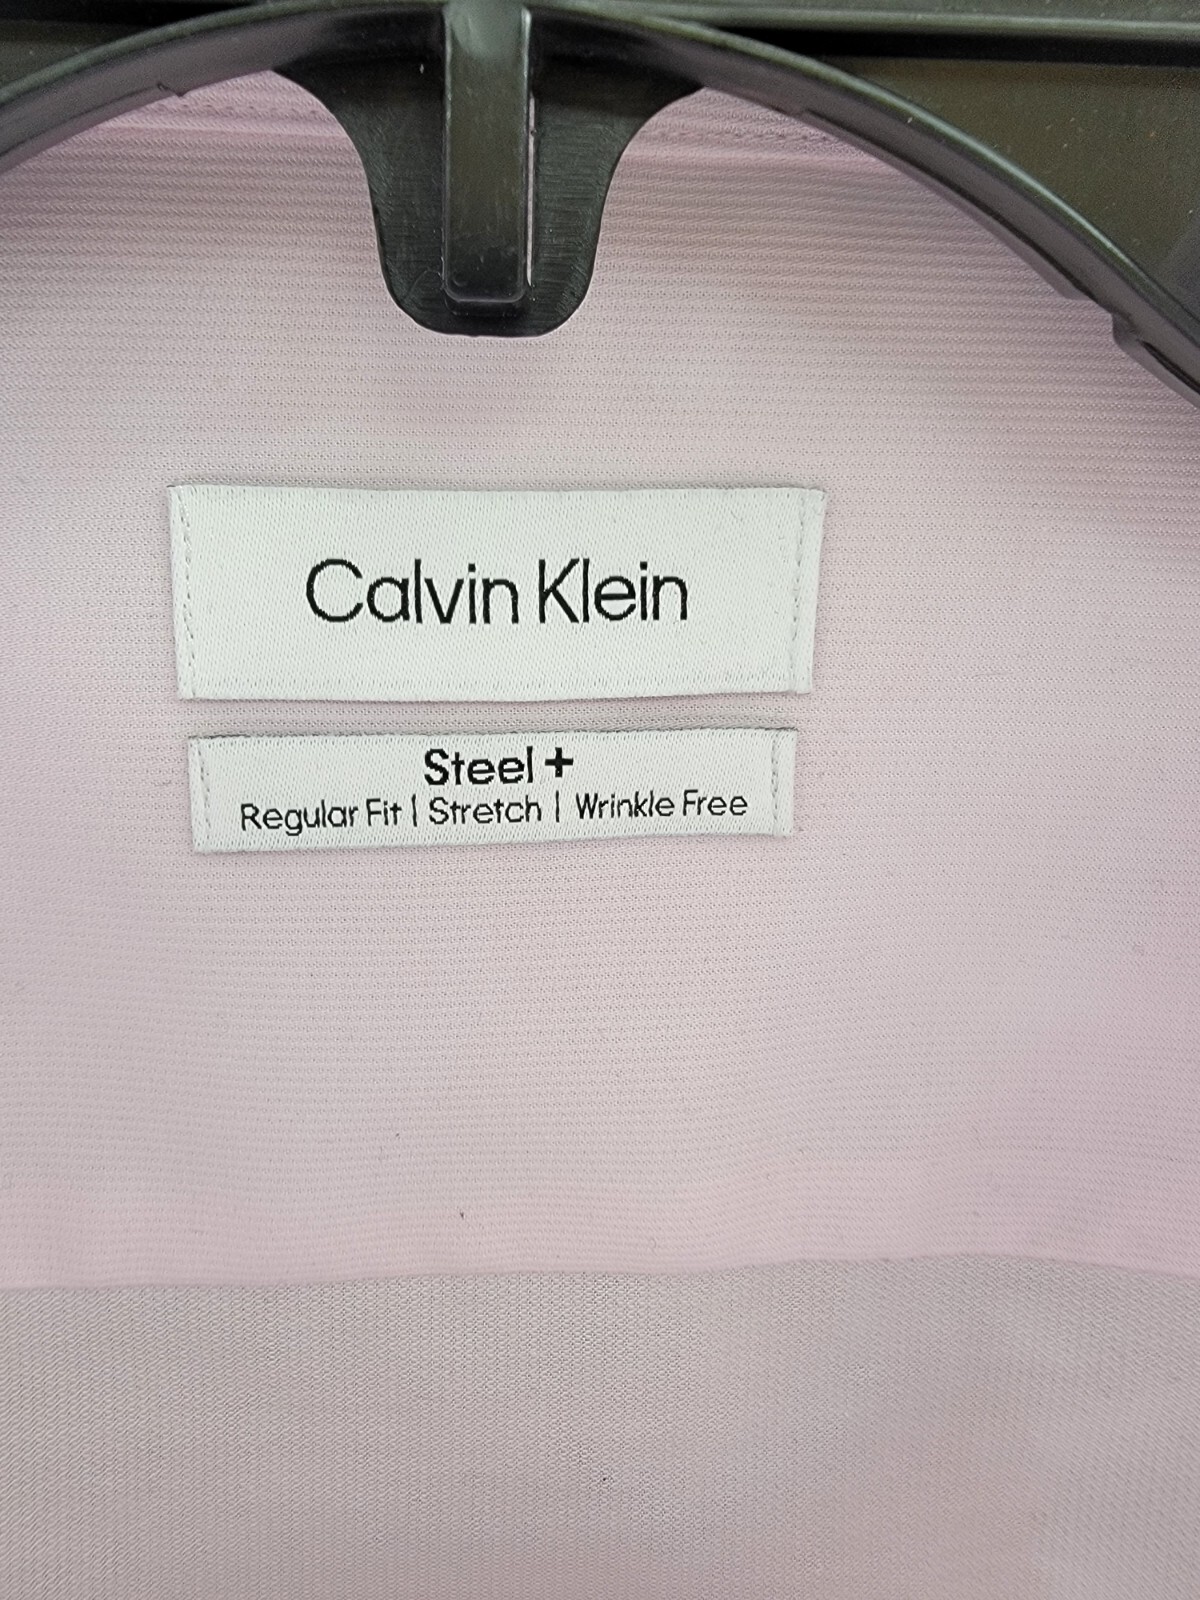 Calvin Klein
Steel +
Regular Fit | Stretch | Wrinkle Free